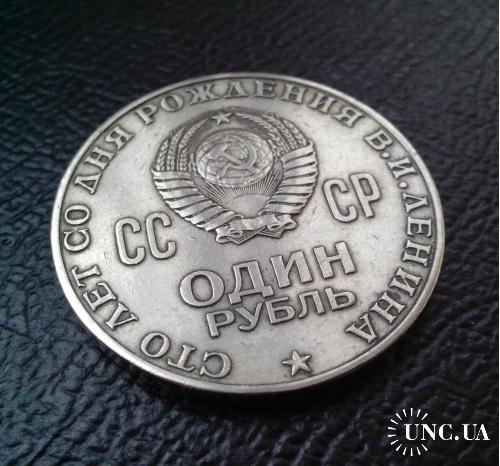 СТО ЛЕТ СО ДНЯ РОЖДЕНИЯ В.И.ЛЕНИНА
СС СР
ОДИН
РУБЛЬ
UNC.UA